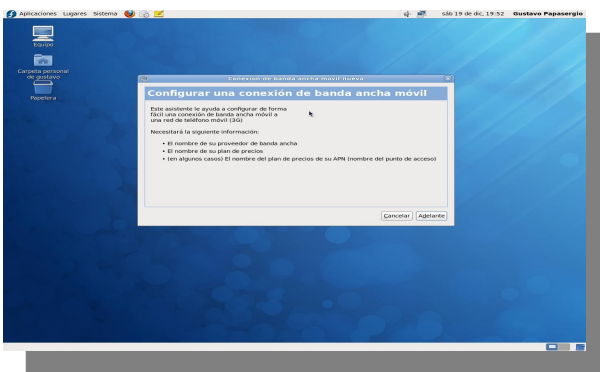 Aplicaciones Lugares Sistema
sáb 19 de dic, 19:52 Gustavo Papasergio
Equipo
Carpeta personal
de gustavo
Papelera
Conexión de banda ancha móvil nueva
Configurar una conexión de banda ancha móvil
Este asistente le ayuda a configurar de forma
fácil una conexión de banda ancha móvil a
una red de teléfono móvil (3G)
Necesitará la siguiente información:
• El nombre de su proveedor de banda ancha
• El nombre de su plan de precios
• (en algunos casos) El nombre del plan de precios de su APN (nombre del punto de acceso)
Cancelar Adelante